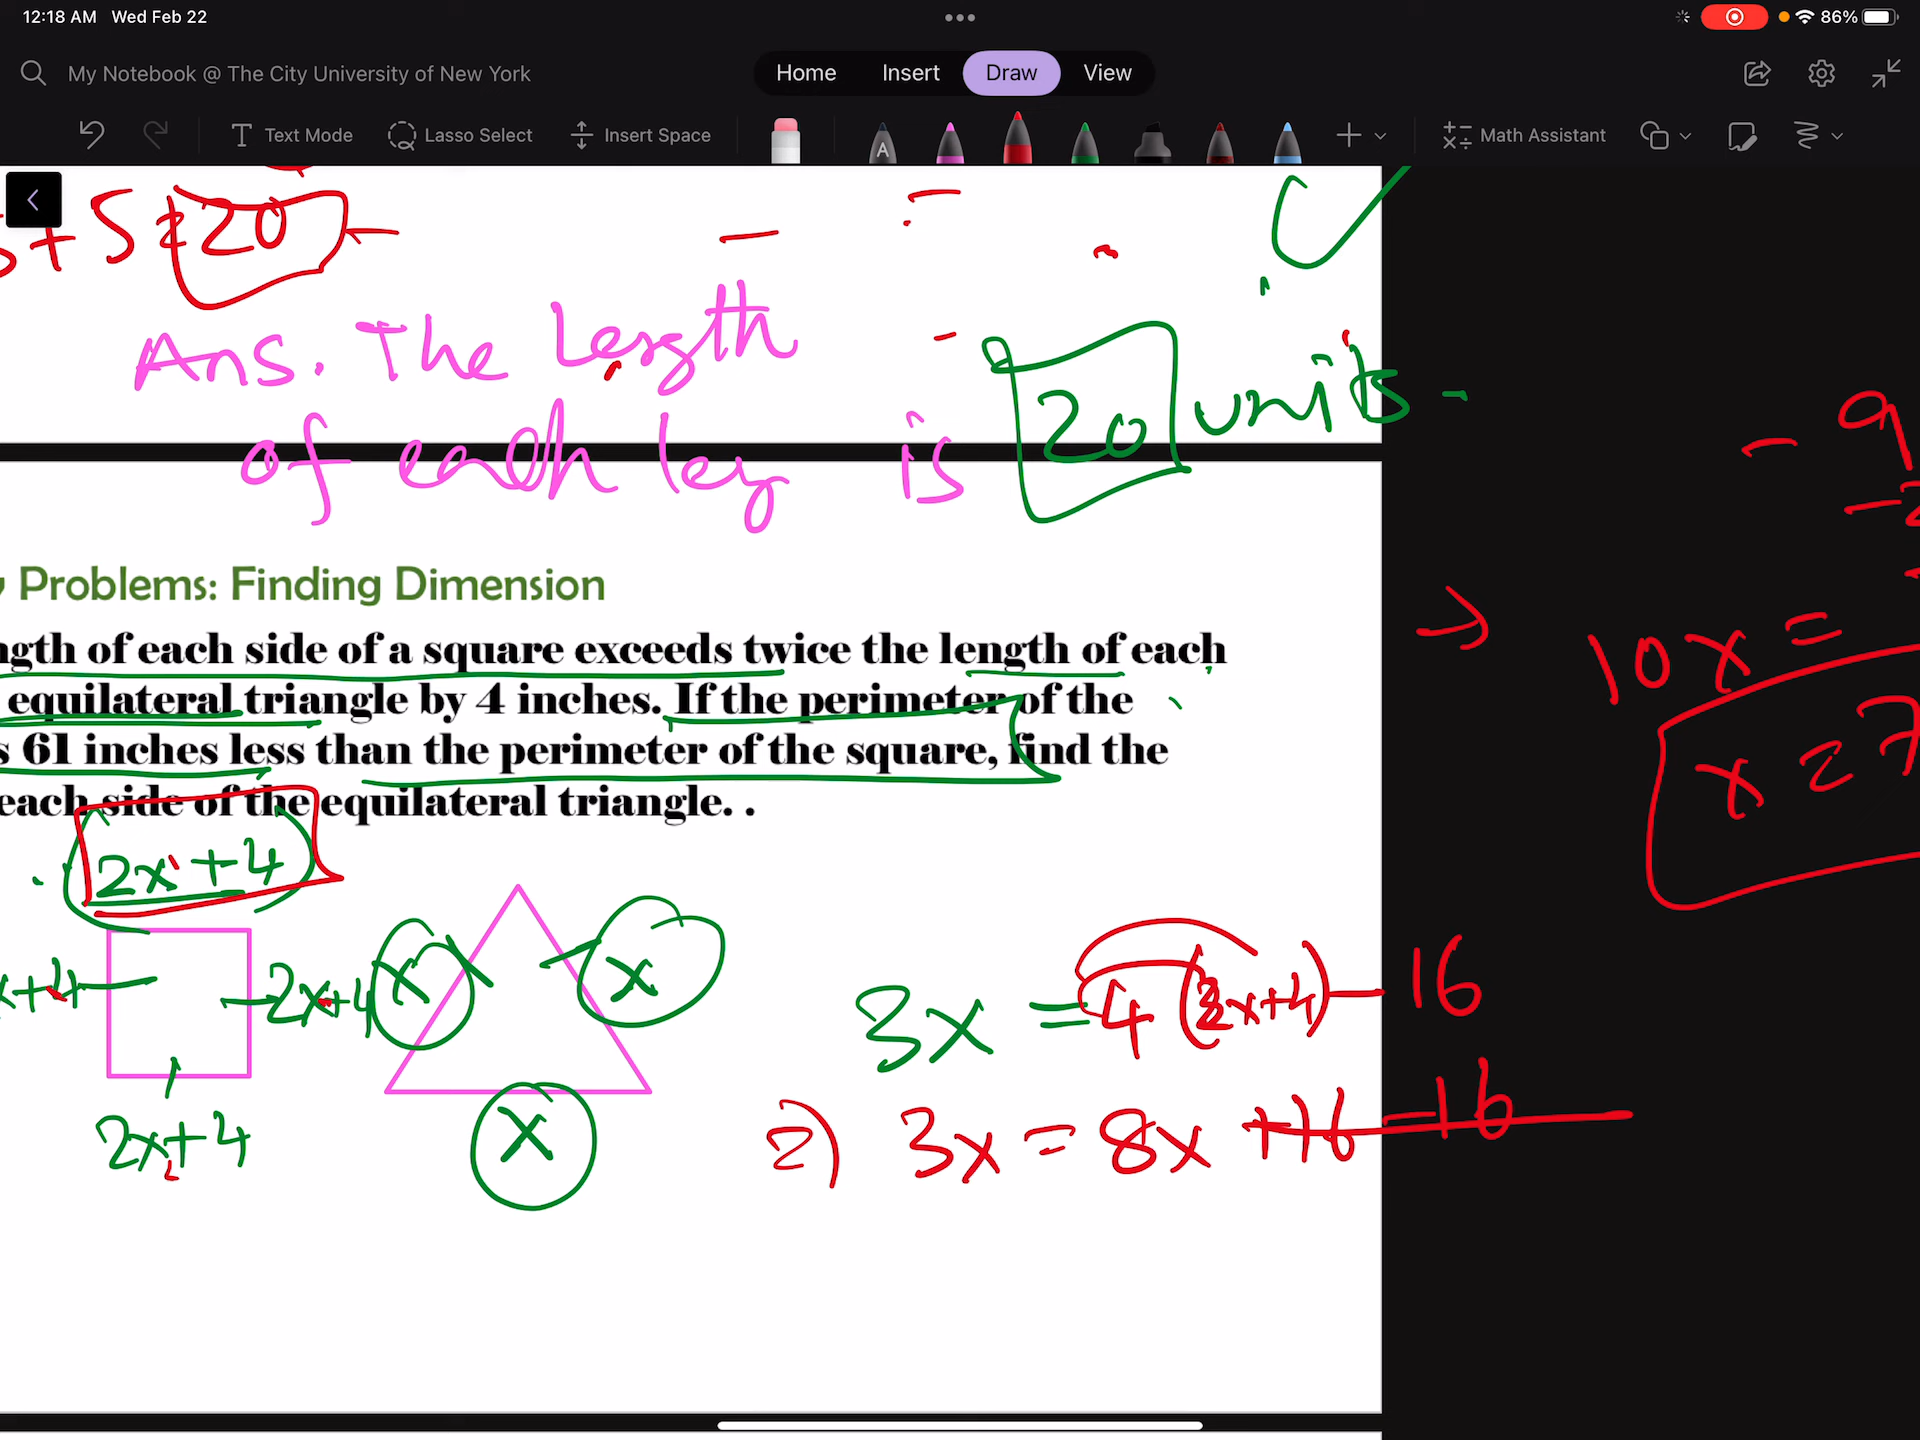 12:18 AM Wed Feb 22
86%
My Notebook @ The City University of New York
Home Insert Draw View
Text Mode Lasso Select Insert Space
A
Math Assistant
+ 5 = 20
Ans. The Length
of each leg is 20 units
- 9
10x =
x = 7
Problems: Finding Dimension
ngth of each side of a square exceeds twice the length of each
equilateral triangle by 4 inches. If the perimeter of the
s 61 inches less than the perimeter of the square, find the
each side of the equilateral triangle. .
2x + 4
x+4 2x+4 x x
2x+4
x
3x = 4 (2x+4) - 16
2) 3x = 8x +16 - 16